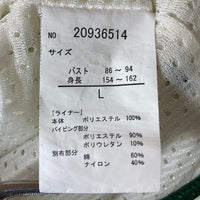 NO 20936514
サイズ
バスト 86 ~ 94
身長 154 ~ 162
L
[ライナー]
本体 ポリエステル 100%
パイピング部分
ポリエステル 90%
ポリウレタン 10%
別布部分
綿 60%
ナイロン 40%